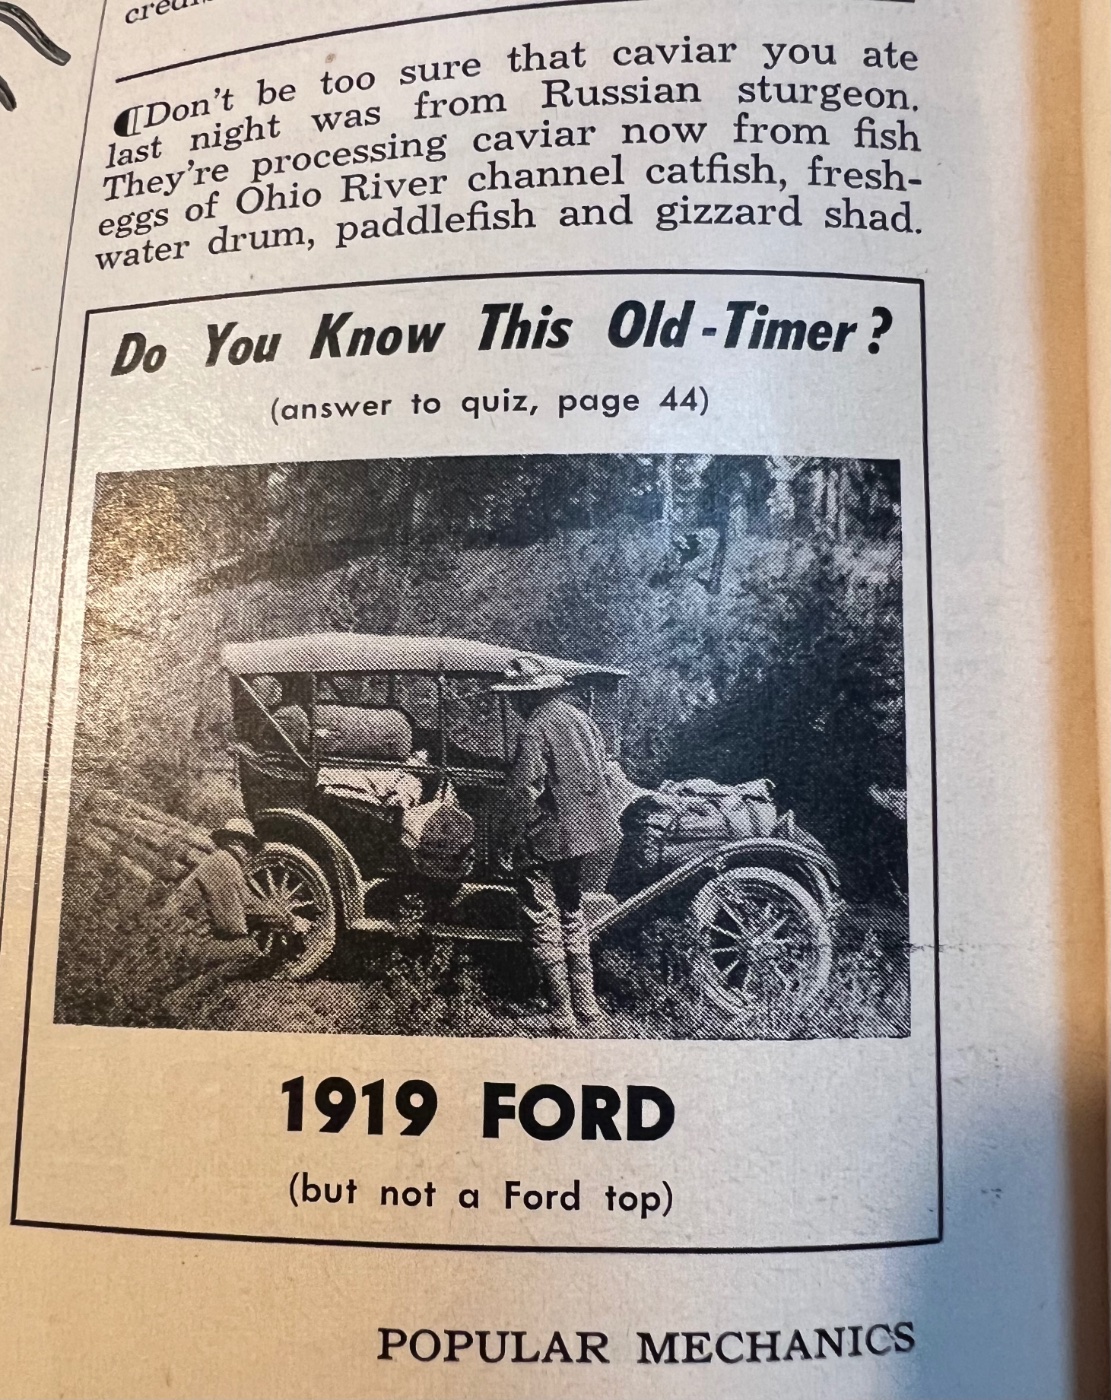 ¶Don't be too sure that caviar you ate
last night was from Russian sturgeon.
They're processing caviar now from fish
eggs of Ohio River channel catfish, fresh-
water drum, paddlefish and gizzard shad.
Do You Know This Old-Timer?
(answer to quiz, page 44)
1919 FORD
(but not a Ford top)
POPULAR MECHANICS